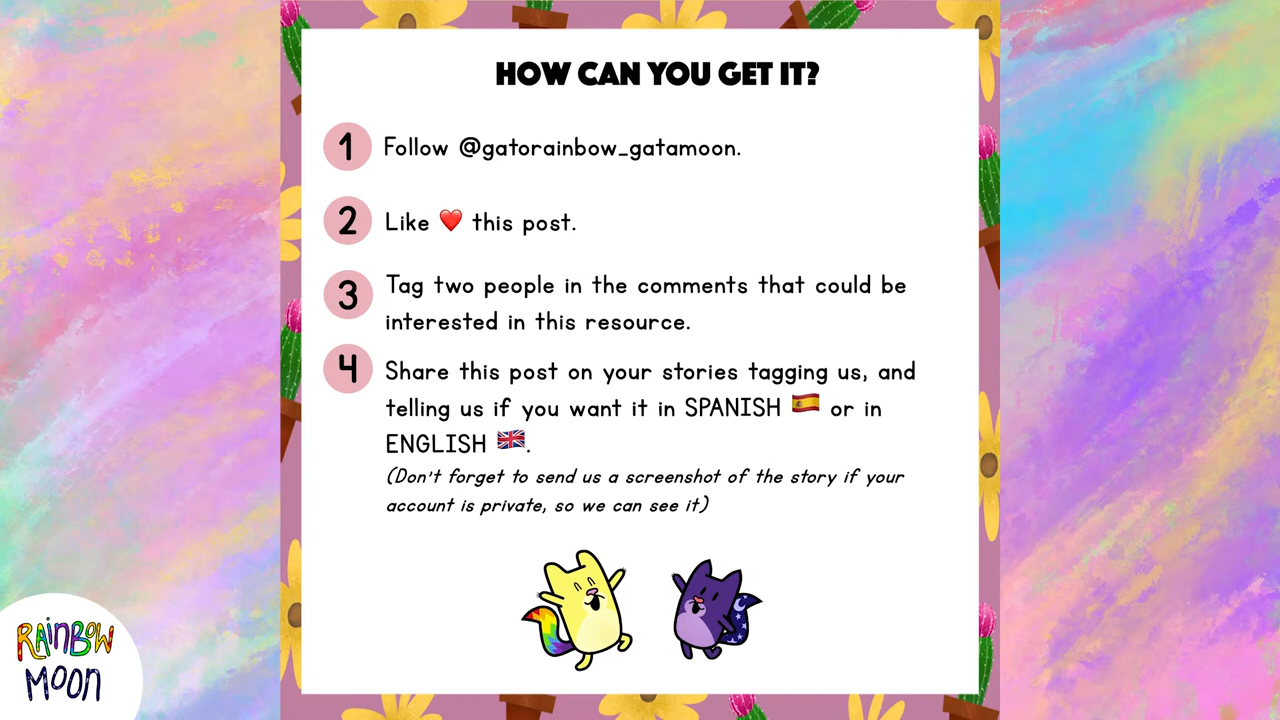 HOW CAN YOU GET IT?
1 Follow @gatorainbow_gatamoon.
2 Like ❤️ this post.
3 Tag two people in the comments that could be
interested in this resource.
4 Share this post on your stories tagging us, and
telling us if you want it in SPANISH 🇪🇸 or in
ENGLISH 🇬🇧.
(Don't forget to send us a screenshot of the story if your
account is private, so we can see it)
RAINBOW
MOON